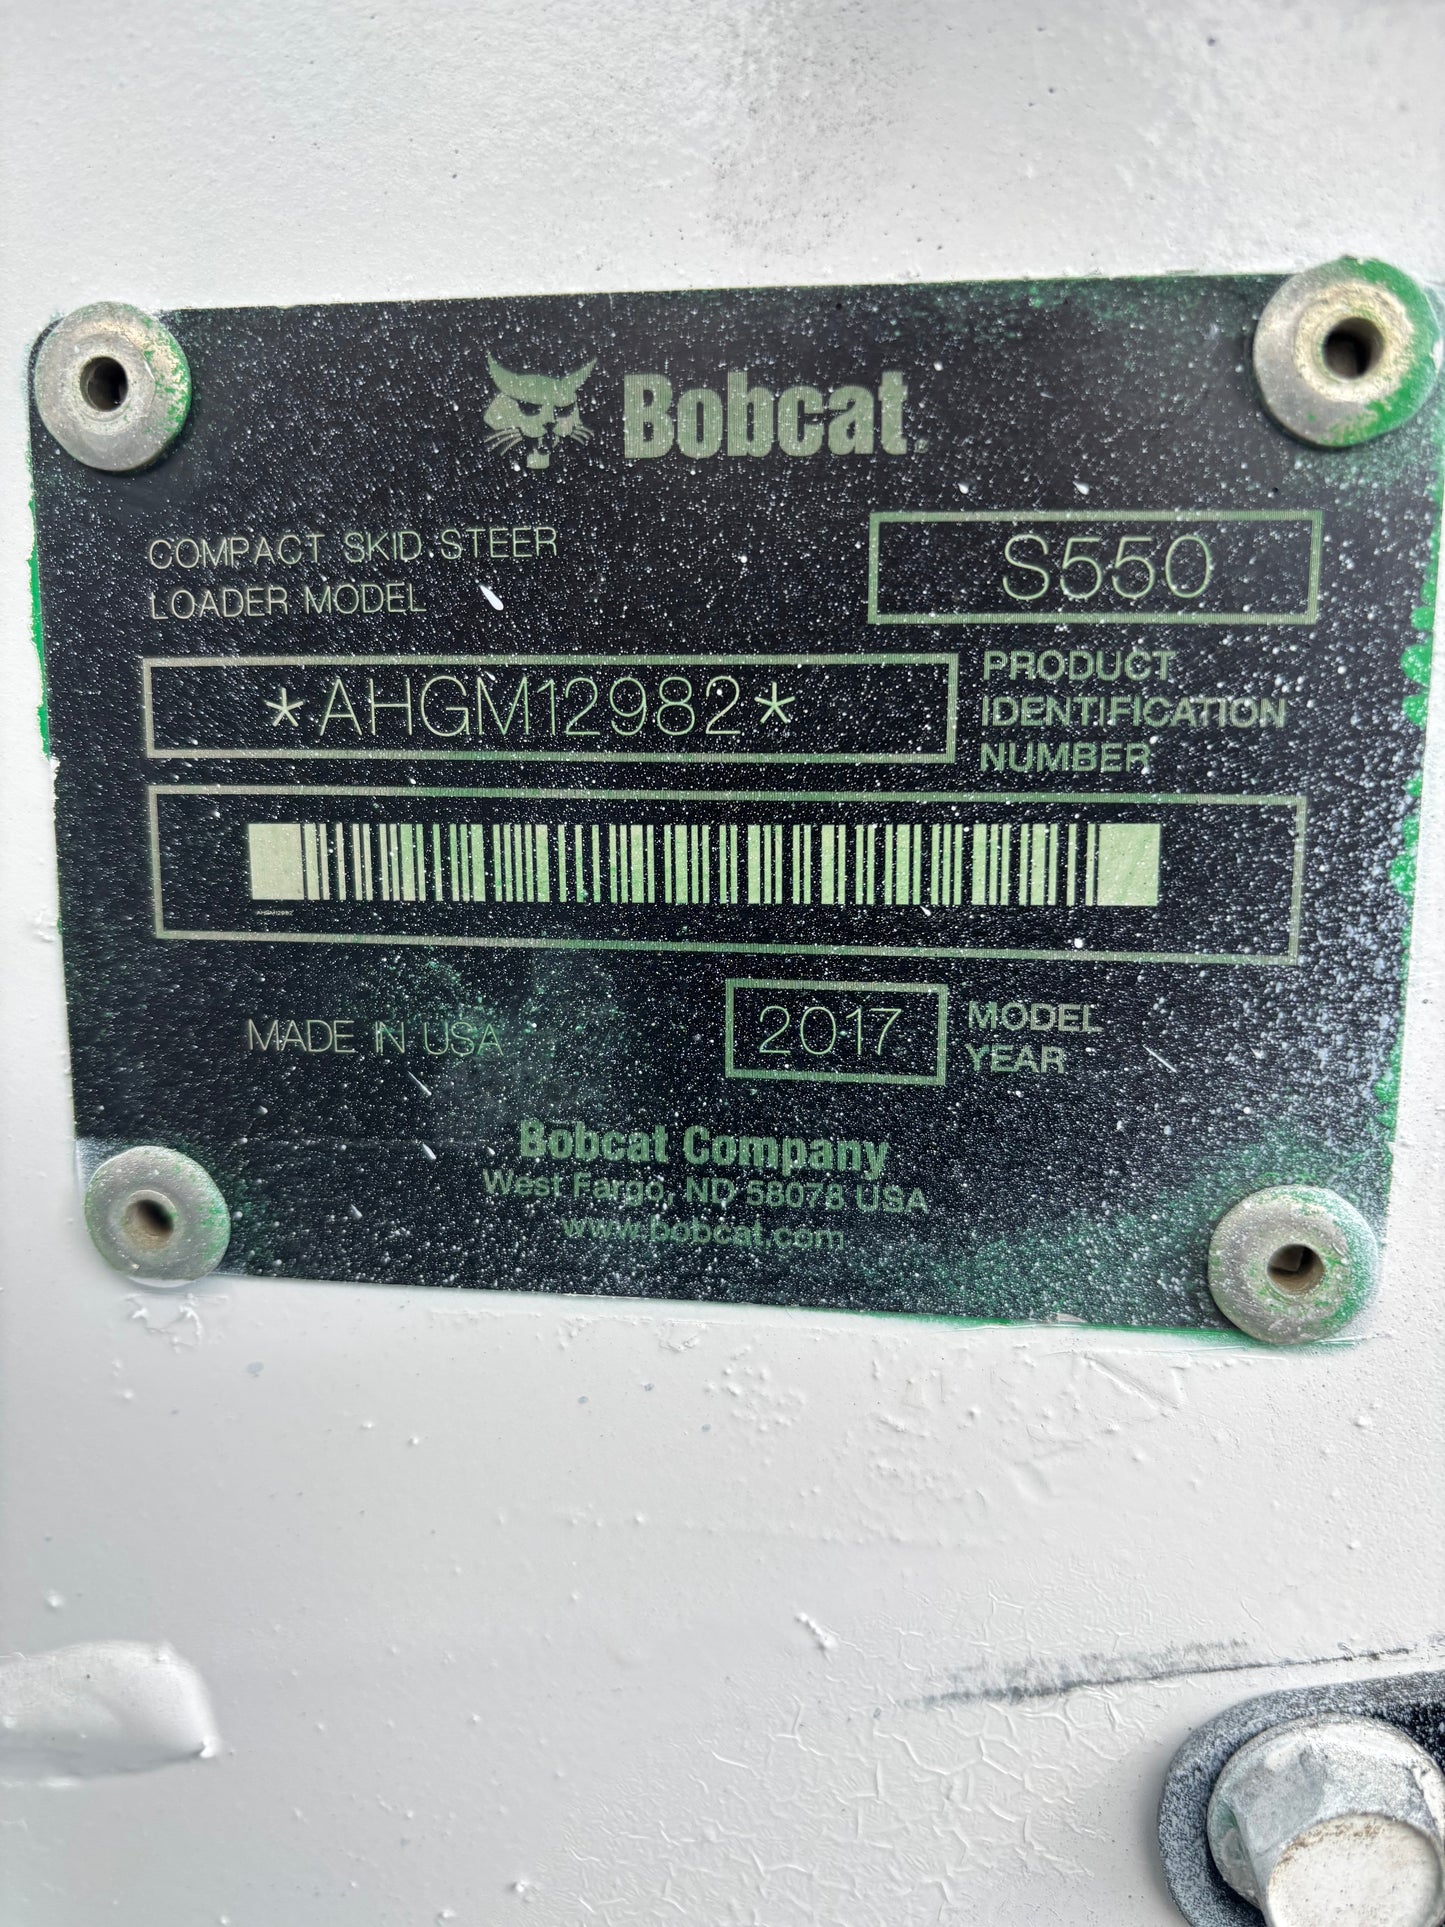 Bobcat
COMPACT SKID STEER
LOADER MODEL
S550
*AHGM12982*
PRODUCT
IDENTIFICATION
NUMBER
AHGM12982
MADE IN USA
2017
MODEL
YEAR
Bobcat Company
West Fargo, ND 58078 USA
www.bobcat.com